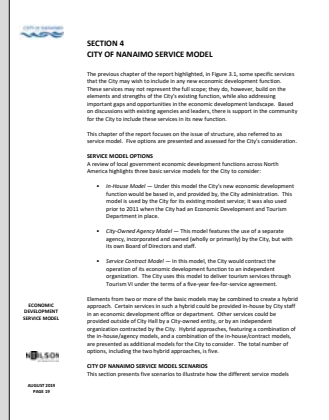 CITY OF NANAIMO
SECTION 4
CITY OF NANAIMO SERVICE MODEL
The previous chapter of the report highlighted, in Figure 3.1, some specific services
that the City may wish to include in any new economic development function.
These services may not represent the full scope; they do, however, build on the
elements and strengths of the City's existing function, while also addressing
important gaps and opportunities in the economic development landscape. Based
on discussions with existing agencies and leaders, there is support in the community
for the City to include these services in its new function.
This chapter of the report focuses on the issue of structure, also referred to as
service model. Five options are presented and assessed for the City's consideration.
SERVICE MODEL OPTIONS
A review of local government economic development functions across North
America highlights three basic service models for the City to consider:
• In-House Model — Under this model the City's new economic development
function would be based in, and provided by, the City administration. This
model is used by the City for its existing modest service; it was also used
prior to 2011 when the City had an Economic Development and Tourism
Department in place.
• City-Owned Agency Model — This model features the use of a separate
agency, incorporated and owned (wholly or primarily) by the City, but with
its own Board of Directors and staff.
• Service Contract Model — In this model, the City would contract the
operation of its economic development function to an independent
organization. The City uses this model to deliver tourism services through
Tourism VI under the terms of a five-year fee-for-service agreement.
Elements from two or more of the basic models may be combined to create a hybrid
approach. Certain services in such a hybrid could be provided in-house by City staff
in an economic development office or department. Other services could be
provided outside of City Hall by a City-owned entity, or by an independent
organization contracted by the City. Hybrid approaches, featuring a combination of
the in-house/agency models, and a combination of the in-house/contract models,
are presented as additional models for the City to consider. The total number of
options, including the two hybrid approaches, is five.
CITY OF NANAIMO SERVICE MODEL SCENARIOS
This section presents five scenarios to illustrate how the different service models
ECONOMIC
DEVELOPMENT
SERVICE MODEL
NEILSON
AUGUST 2019
PAGE 19